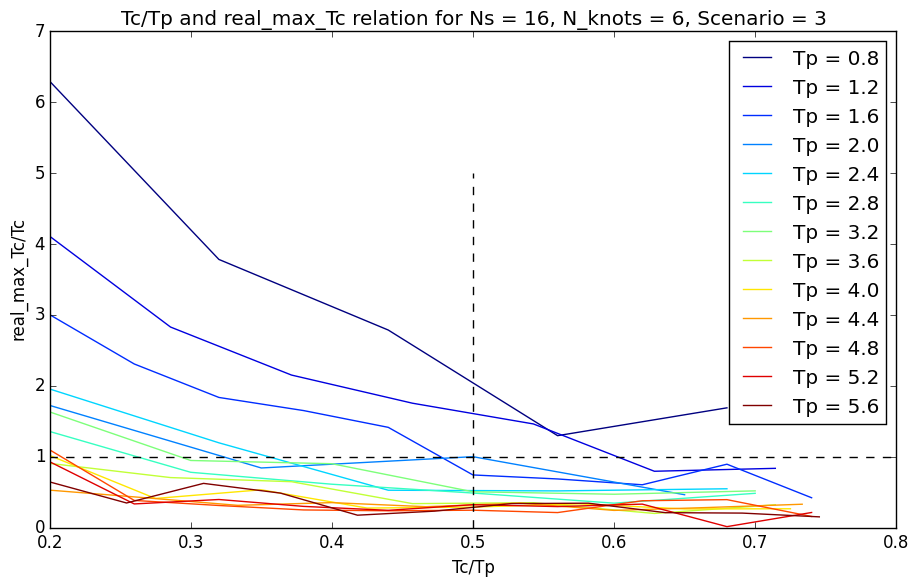 Tc/Tp and real_max_Tc relation for Ns = 16, N_knots = 6, Scenario = 3
7
6
5
4
3
2
1
0
real_max_Tc/Tc
0.2 0.3 0.4 0.5 0.6 0.7 0.8
Tc/Tp
Tp = 0.8
Tp = 1.2
Tp = 1.6
Tp = 2.0
Tp = 2.4
Tp = 2.8
Tp = 3.2
Tp = 3.6
Tp = 4.0
Tp = 4.4
Tp = 4.8
Tp = 5.2
Tp = 5.6